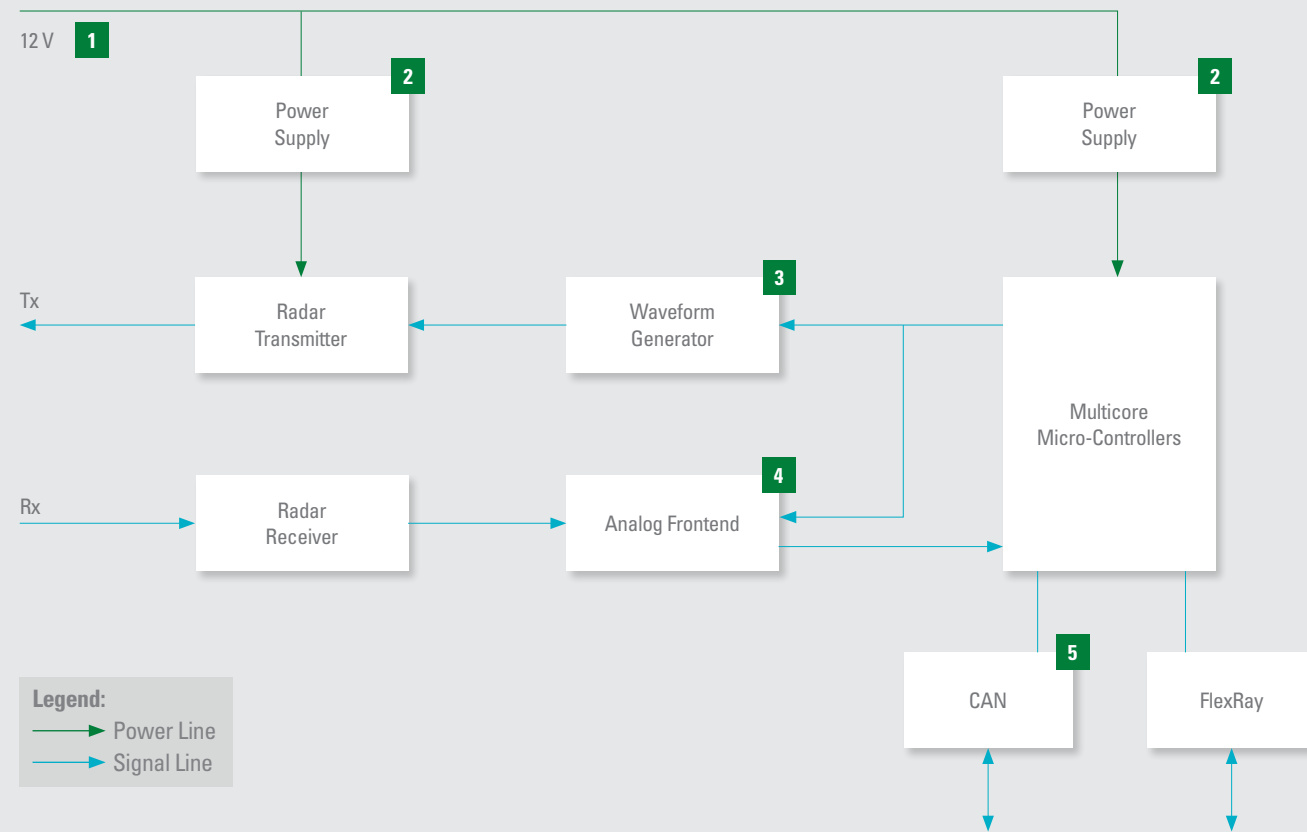 12 V
1
2
Power
Supply
2
Power
Supply
Tx
Radar
Transmitter
3
Waveform
Generator
Multicore
Micro-Controllers
Rx
Radar
Receiver
4
Analog Frontend
5
CAN
FlexRay
Legend:
Power Line
Signal Line